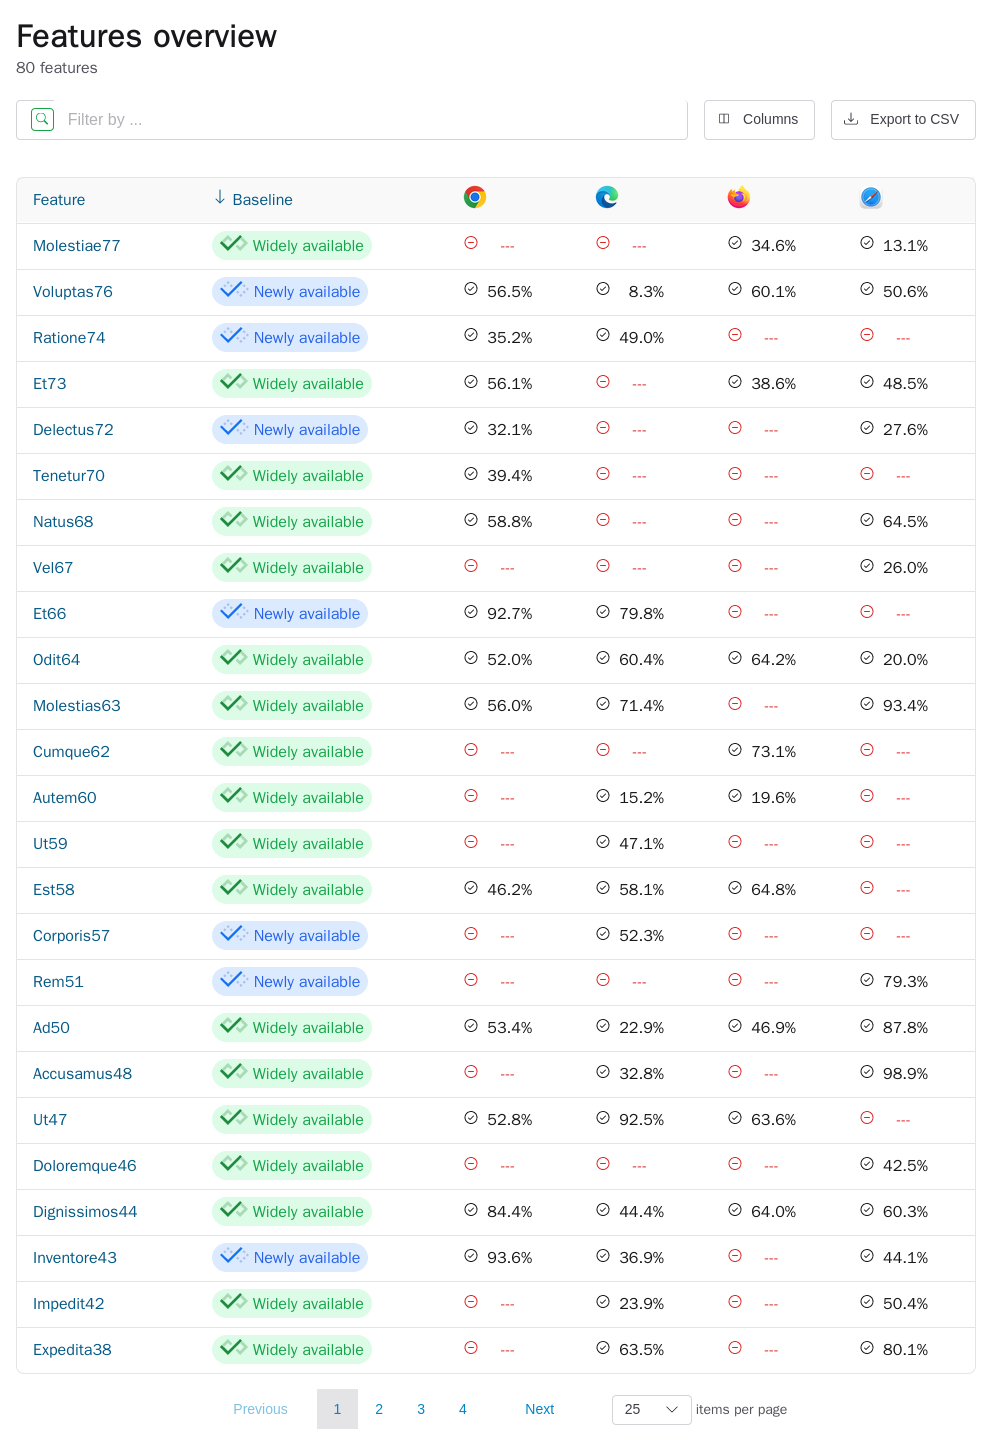 Features overview
80 features
Filter by ...
Columns
Export to CSV
Feature Baseline
Molestiae77 Widely available --- --- 34.6% 13.1%
Voluptas76 Newly available 56.5% 8.3% 60.1% 50.6%
Ratione74 Newly available 35.2% 49.0% --- ---
Et73 Widely available 56.1% --- 38.6% 48.5%
Delectus72 Newly available 32.1% --- --- 27.6%
Tenetur70 Widely available 39.4% --- --- ---
Natus68 Widely available 58.8% --- --- 64.5%
Vel67 Widely available --- --- --- 26.0%
Et66 Newly available 92.7% 79.8% --- ---
Odit64 Widely available 52.0% 60.4% 64.2% 20.0%
Molestias63 Widely available 56.0% 71.4% --- 93.4%
Cumque62 Widely available --- --- 73.1% ---
Autem60 Widely available --- 15.2% 19.6% ---
Ut59 Widely available --- 47.1% --- ---
Est58 Widely available 46.2% 58.1% 64.8% ---
Corporis57 Newly available --- 52.3% --- ---
Rem51 Newly available --- --- --- 79.3%
Ad50 Widely available 53.4% 22.9% 46.9% 87.8%
Accusamus48 Widely available --- 32.8% --- 98.9%
Ut47 Widely available 52.8% 92.5% 63.6% ---
Doloremque46 Widely available --- --- --- 42.5%
Dignissimos44 Widely available 84.4% 44.4% 64.0% 60.3%
Inventore43 Newly available 93.6% 36.9% --- 44.1%
Impedit42 Widely available --- 23.9% --- 50.4%
Expedita38 Widely available --- 63.5% --- 80.1%
Previous 1 2 3 4 Next 25 items per page